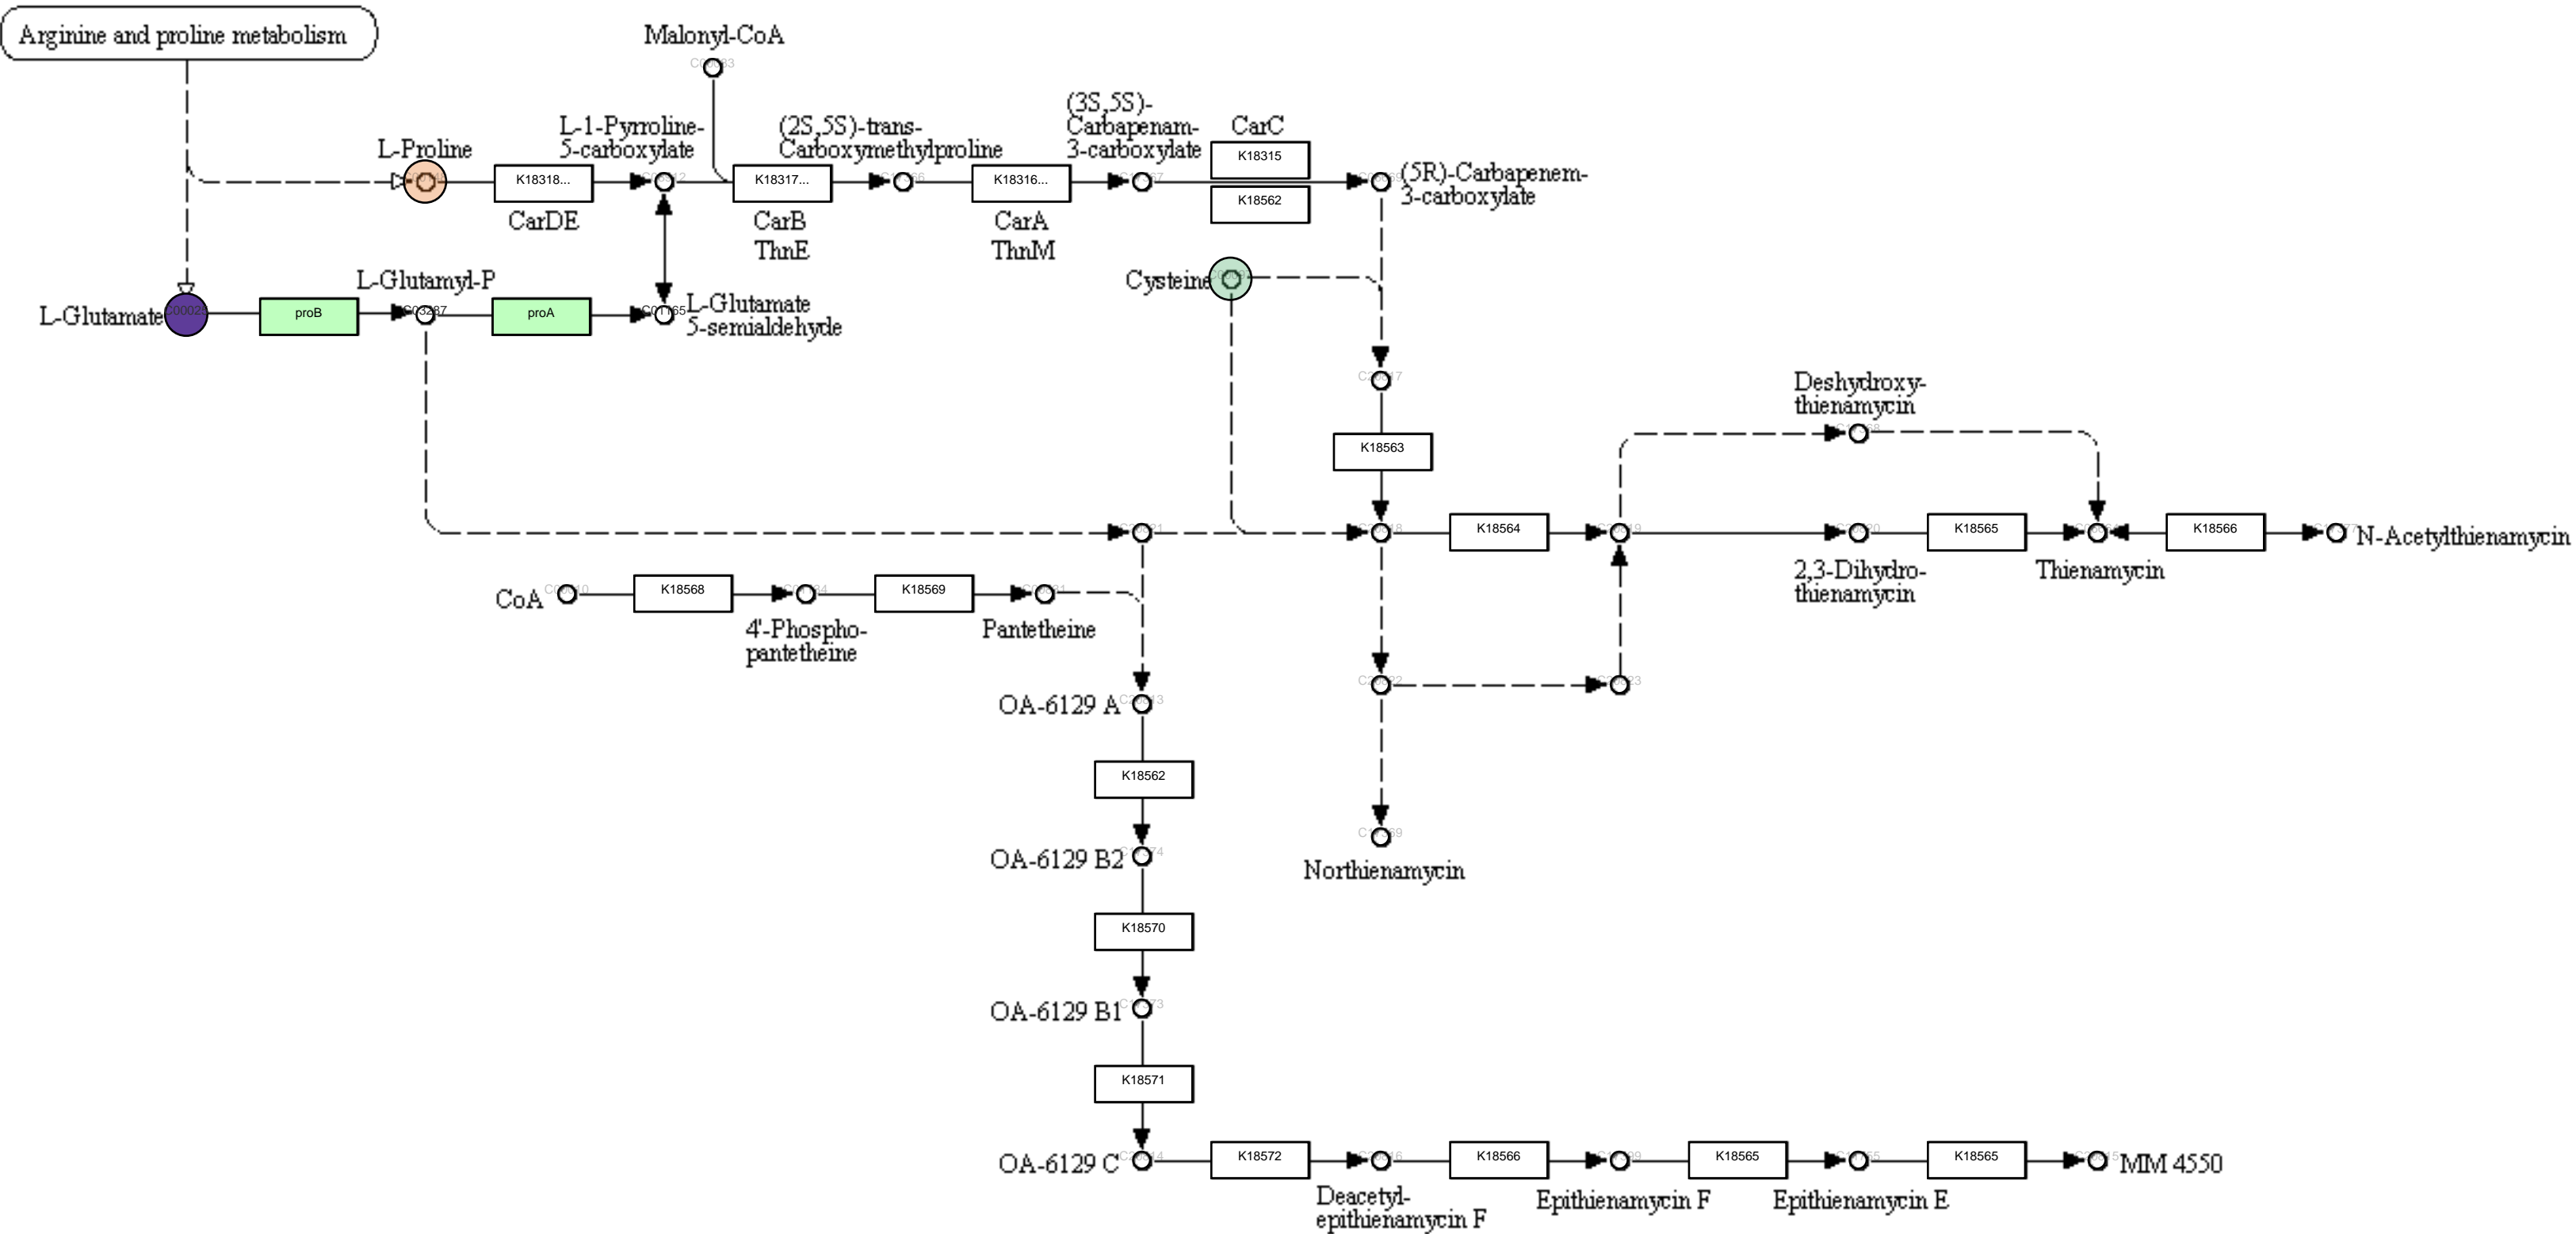 Arginine and proline metabolism
Malonyl-CoA
L-Proline
L-1-Pyrroline-
5-carboxylate
(2S,5S)-trans-
Carboxymethylproline
(3S,5S)-
Carbapenam-
3-carboxylate
CarC
K18315
K18562
(5R)-Carbapenem-
3-carboxylate
K18318...
CarDE
K18317...
CarB
ThnE
K18316...
CarA
ThnM
Cysteine
L-Glutamate
C00025
proB
L-Glutamyl-P
proA
L-Glutamate
5-semialdehyde
K18563
Deshydroxy-
thienamycin
K18564
2,3-Dihydro-
thienamycin
K18565
Thienamycin
K18566
N-Acetylthienamycin
CoA
K18568
4'-Phospho-
pantetheine
K18569
Pantetheine
OA-6129 A
K18562
OA-6129 B2
Northienamycin
K18570
OA-6129 B1
K18571
OA-6129 C
K18572
Deacetyl-
epithienamycin F
K18566
Epithienamycin F
K18565
Epithienamycin E
K18565
MM 4550